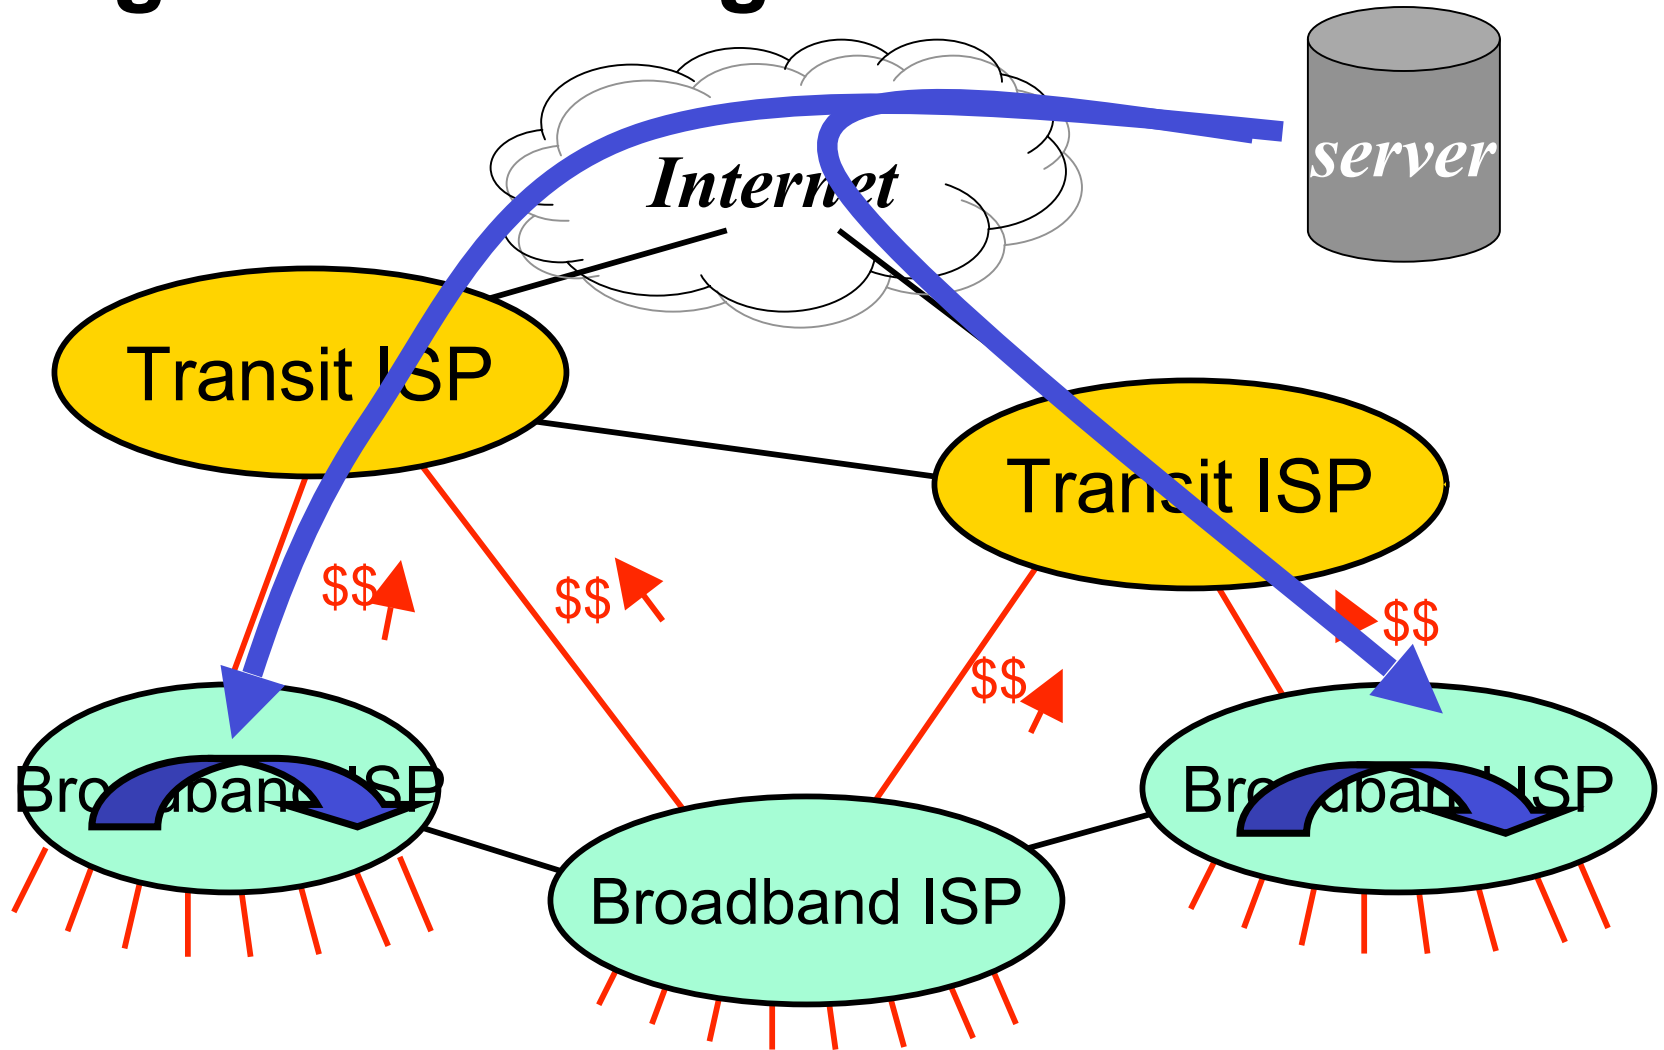 server
Internet
Transit ISP
Transit ISP
$$
$$
$$
$$
Broadband ISP
Broadband ISP
Broadband ISP